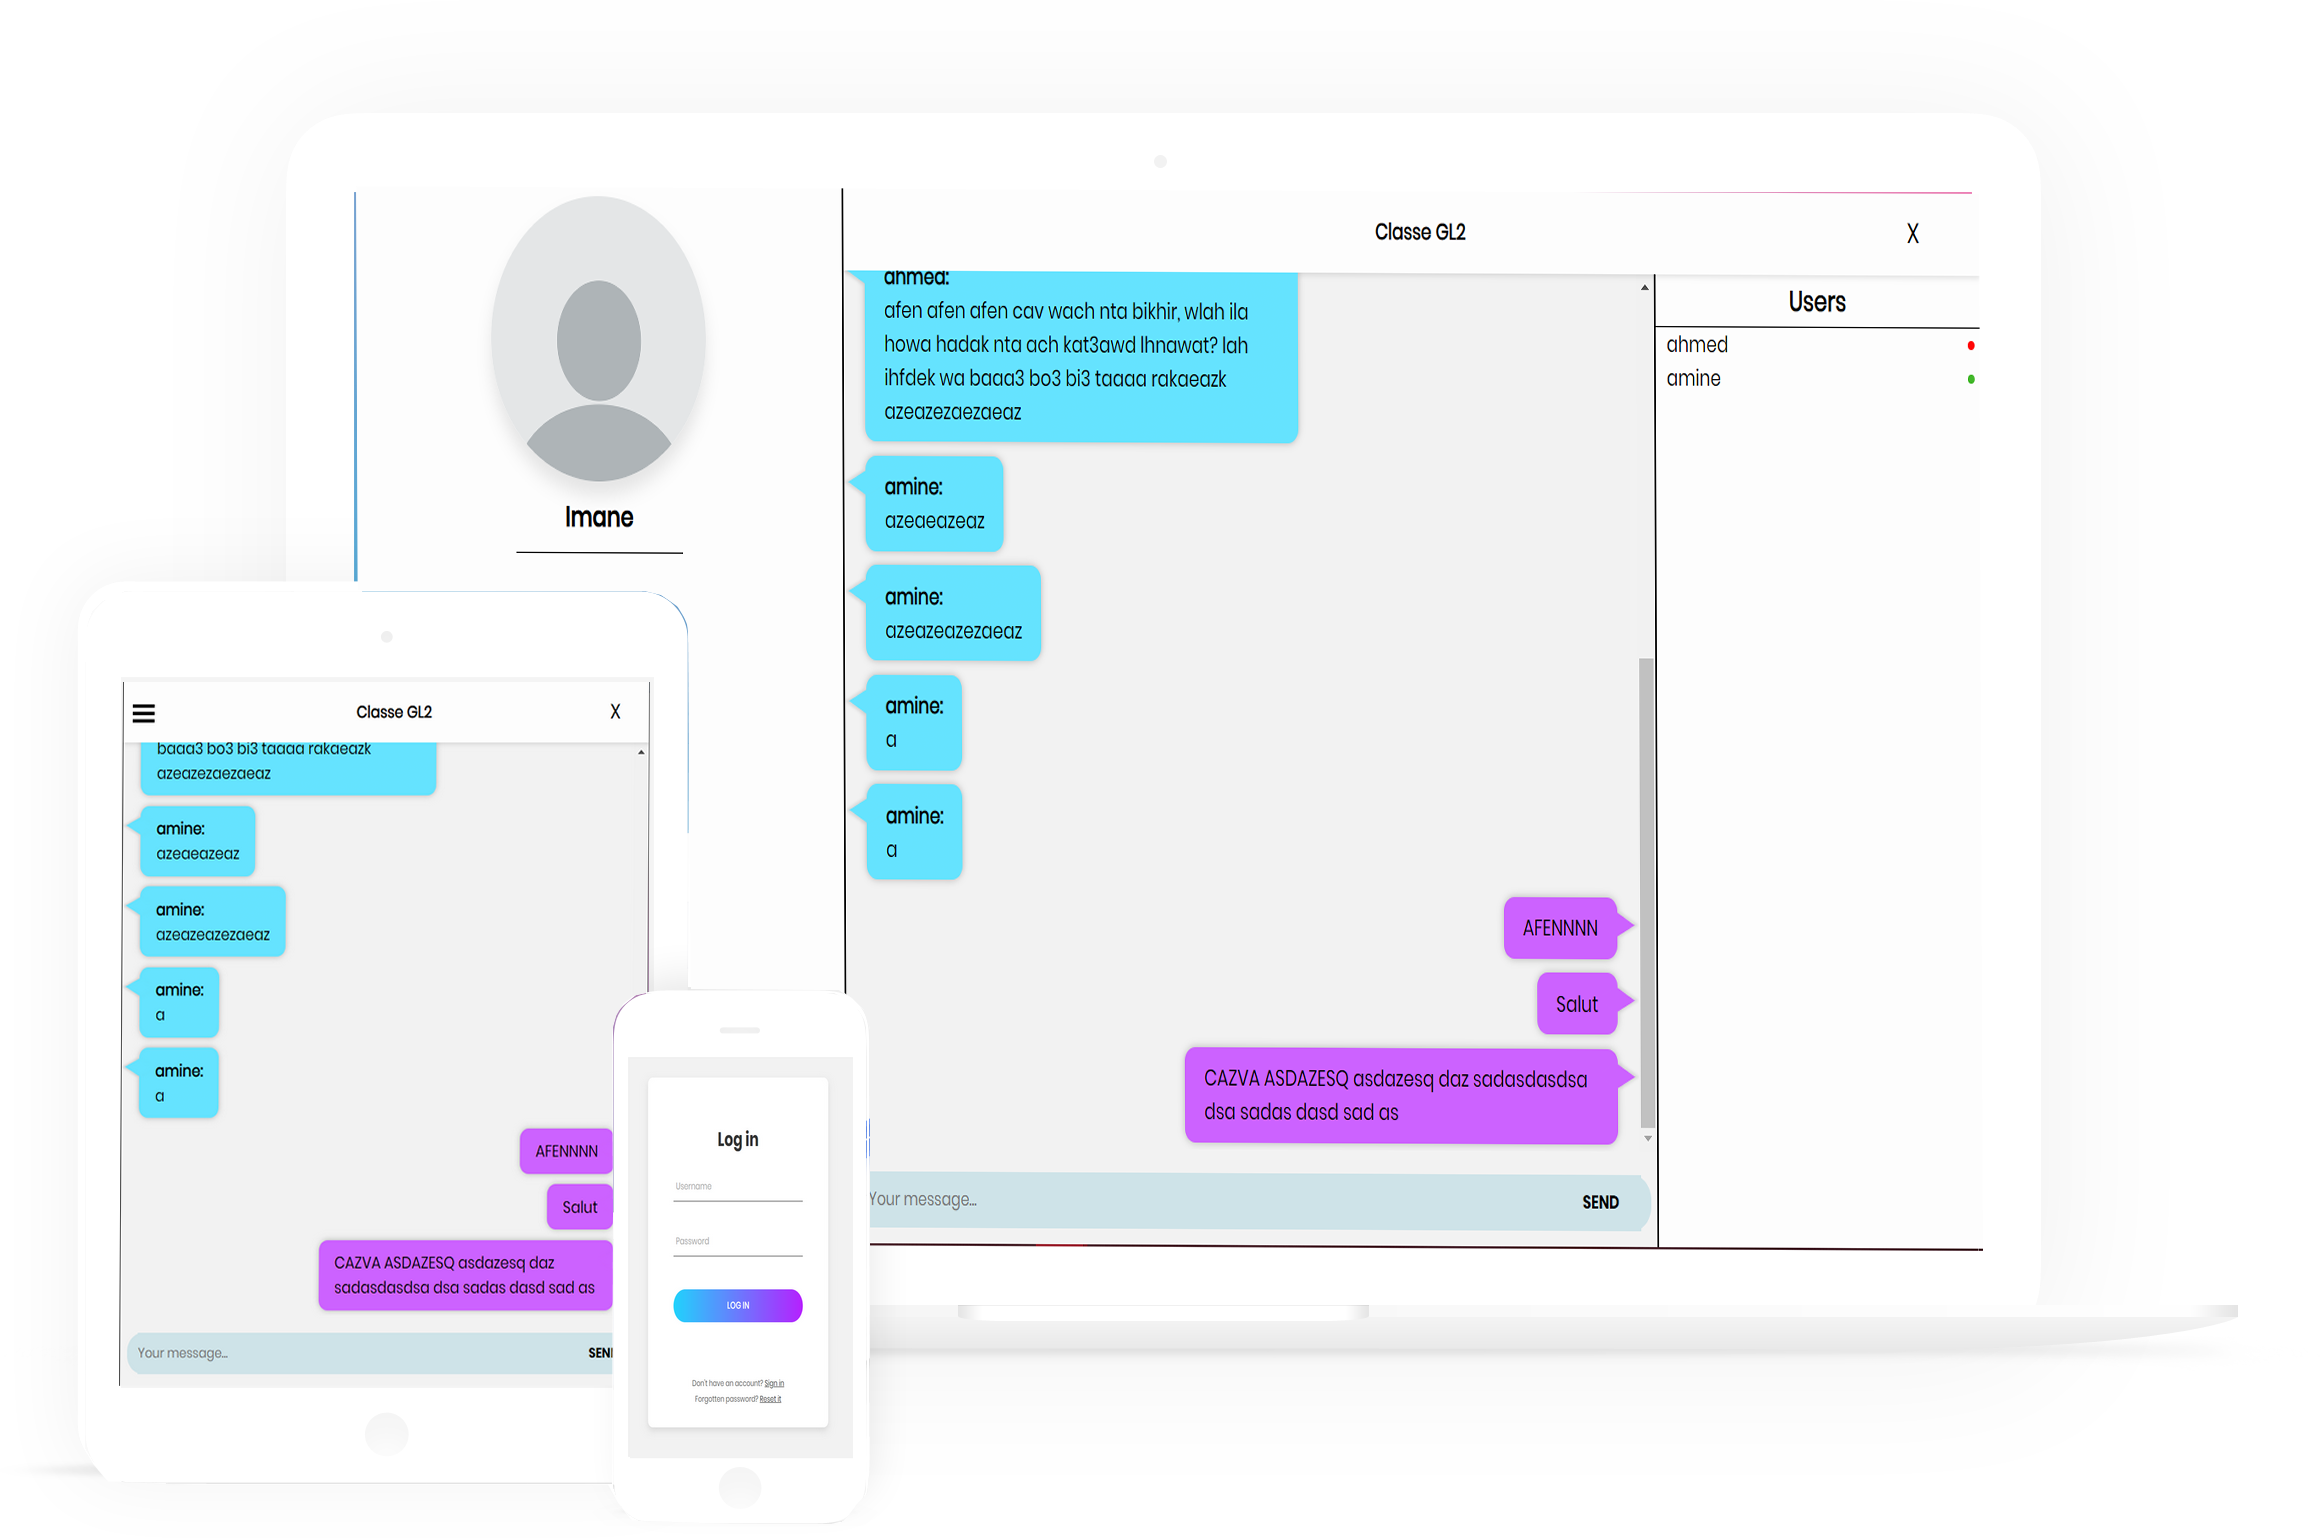 Imane
Classe GL2
X
ahmed:
afen afen afen cav wach nta bikhir, wlah ila
howa hadak nta ach kat3awd lhnawat? lah
ihfdek wa baaa3 bo3 bi3 taaaa rakaeazk
azeazezaezaeaz
amine:
azeaeazeaz
amine:
azeazeazezaeaz
amine:
a
amine:
a
AFENNNN
Salut
CAZVA ASDAZESQ asdazesq daz sadasdasdsa
dsa sadas dasd sad as
Your message...
SEND
Users
ahmed
amine
Classe GL2
X
baaa3 bo3 bi3 taaaa rakaeazk
azeazezaezaeaz
amine:
azeaeazeaz
amine:
azeazeazezaeaz
amine:
a
amine:
a
AFENNNN
Salut
CAZVA ASDAZESQ asdazesq daz
sadasdasdsa dsa sadas dasd sad as
Your message...
SEN
Log in
Username
Password
LOG IN
Don't have an account? Sign in
Forgotten password? Reset it